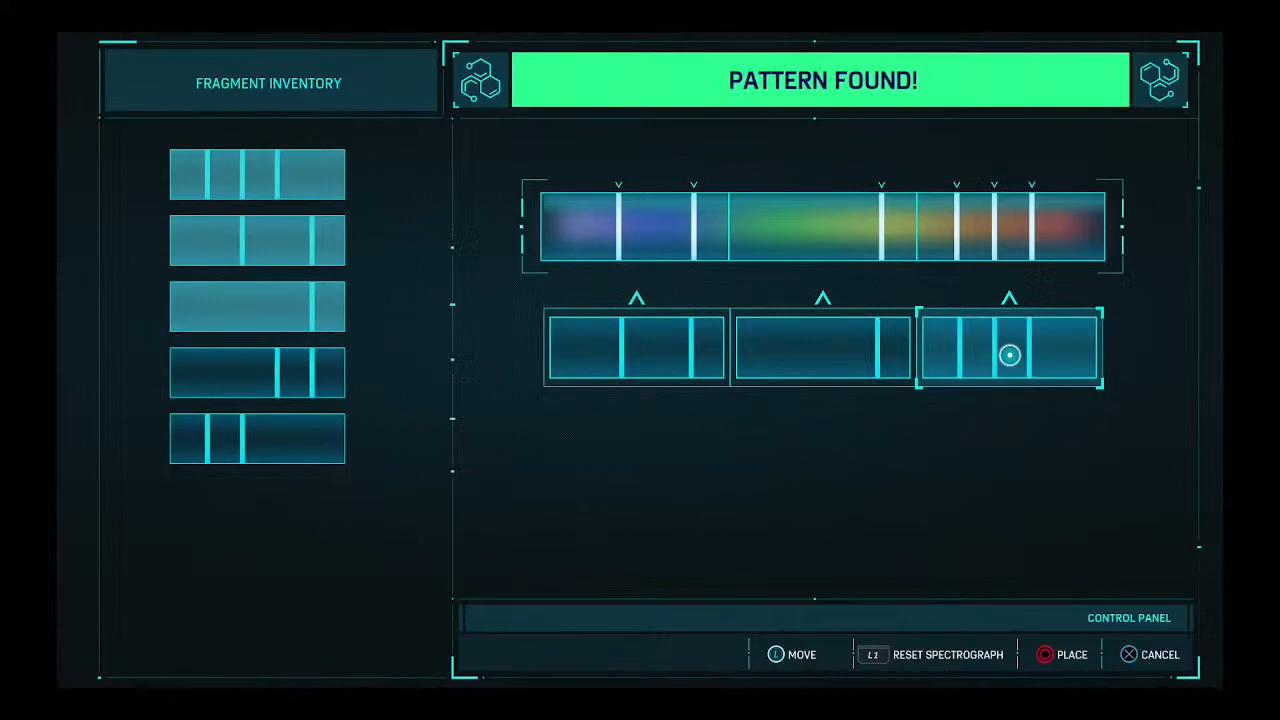 FRAGMENT INVENTORY
PATTERN FOUND!
CONTROL PANEL
L MOVE
L1 RESET SPECTROGRAPH
PLACE
CANCEL